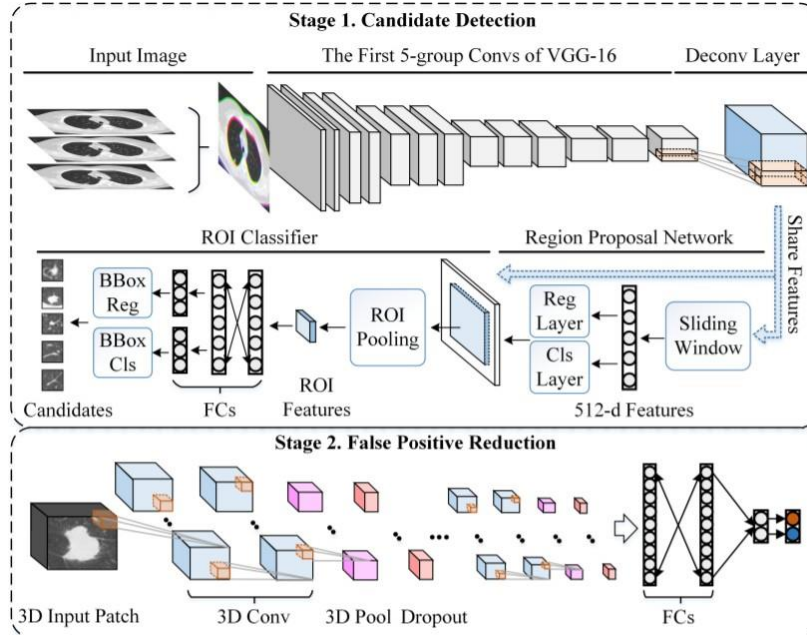 Stage 1. Candidate Detection
Input Image
The First 5-group Convs of VGG-16
Deconv Layer
Share Features
ROI Classifier
Region Proposal Network
BBox
Reg
BBox
Cls
ROI
Pooling
Reg
Layer
Cls
Layer
Sliding
Window
Candidates
FCs
ROI
Features
512-d Features
Stage 2. False Positive Reduction
3D Input Patch
3D Conv
3D Pool
Dropout
FCs